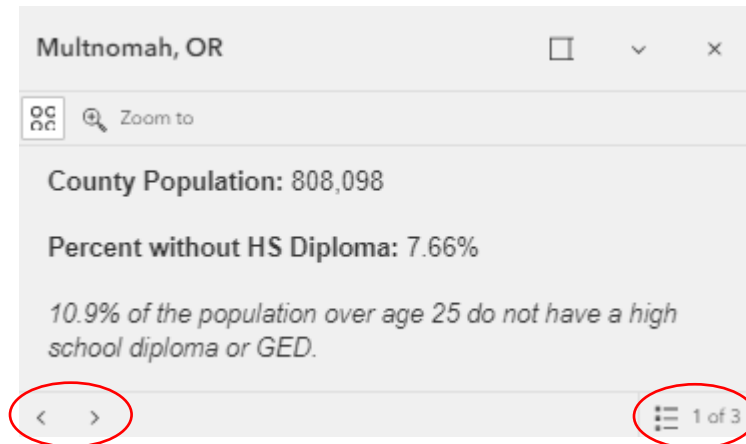 Multnomah, OR
Zoom to
County Population: 808,098
Percent without HS Diploma: 7.66%
10.9% of the population over age 25 do not have a high
school diploma or GED.
1 of 3